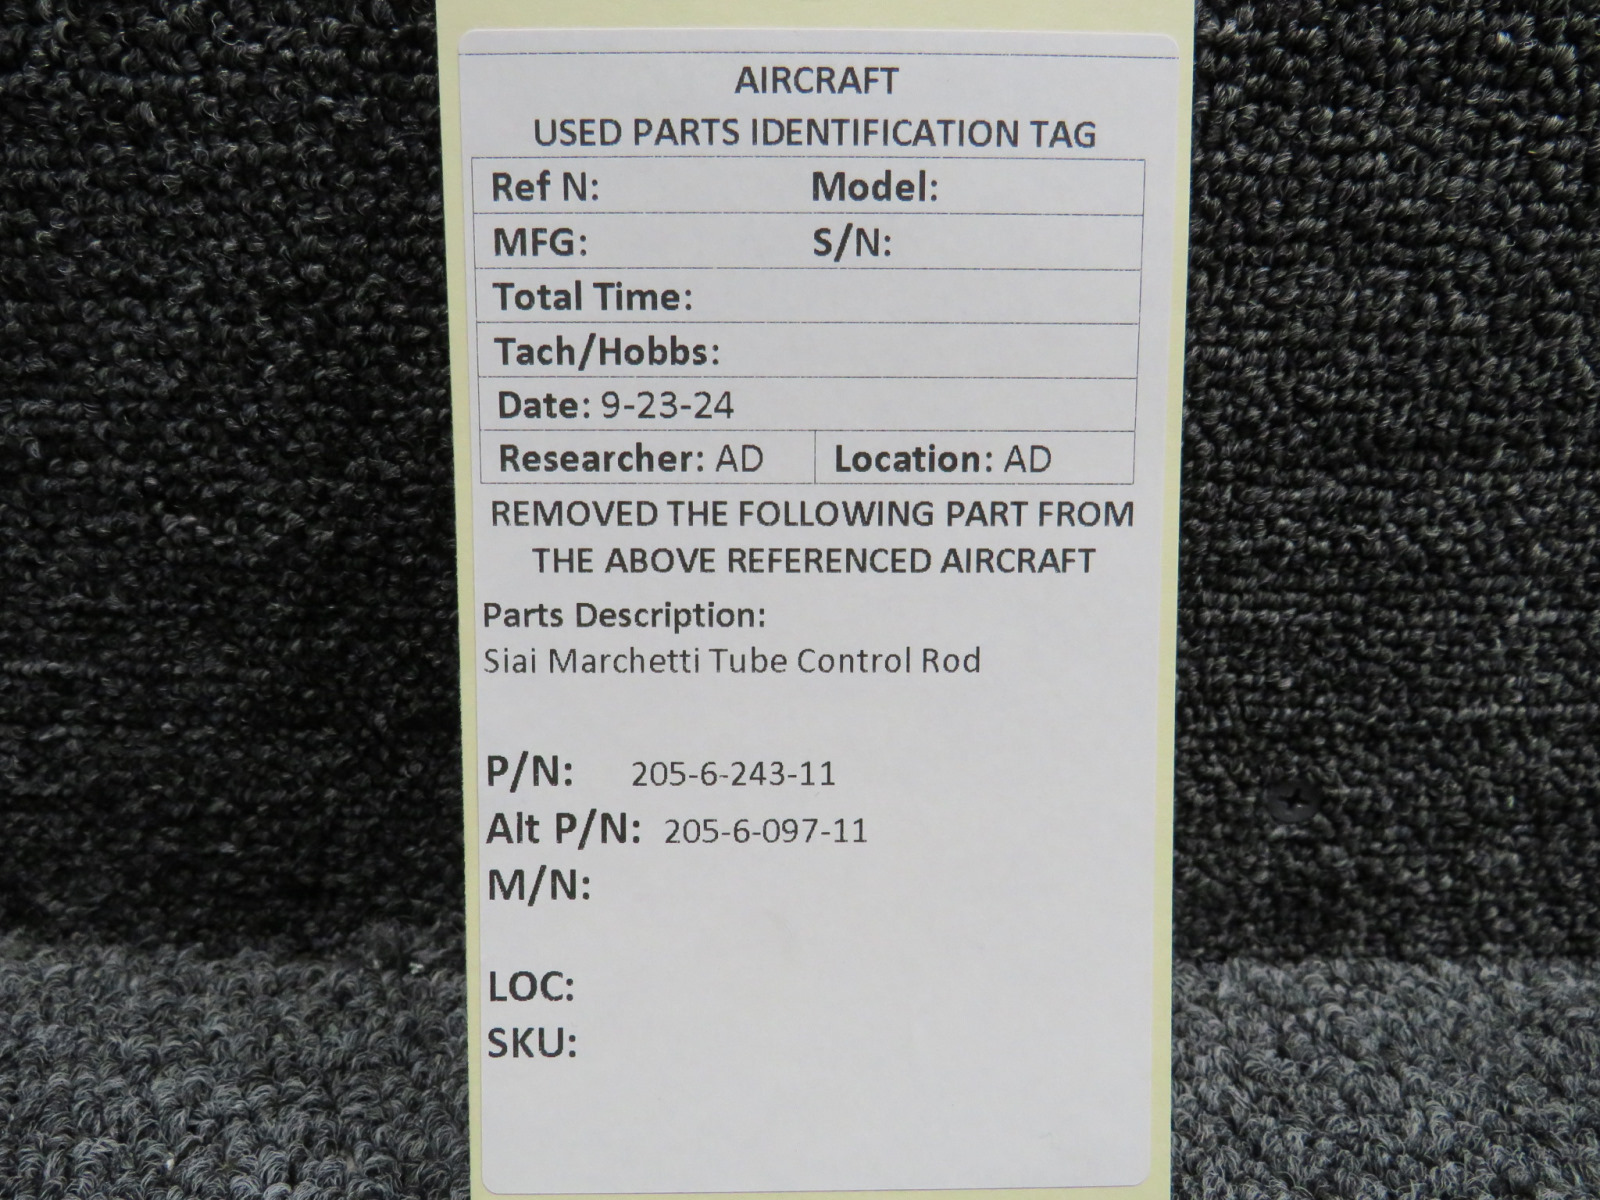 AIRCRAFT
USED PARTS IDENTIFICATION TAG
Ref N: Model:
MFG: S/N:
Total Time:
Tach/Hobbs:
Date: 9-23-24
Researcher: AD Location: AD
REMOVED THE FOLLOWING PART FROM
THE ABOVE REFERENCED AIRCRAFT
Parts Description:
Siai Marchetti Tube Control Rod
P/N: 205-6-243-11
Alt P/N: 205-6-097-11
M/N:
LOC:
SKU: